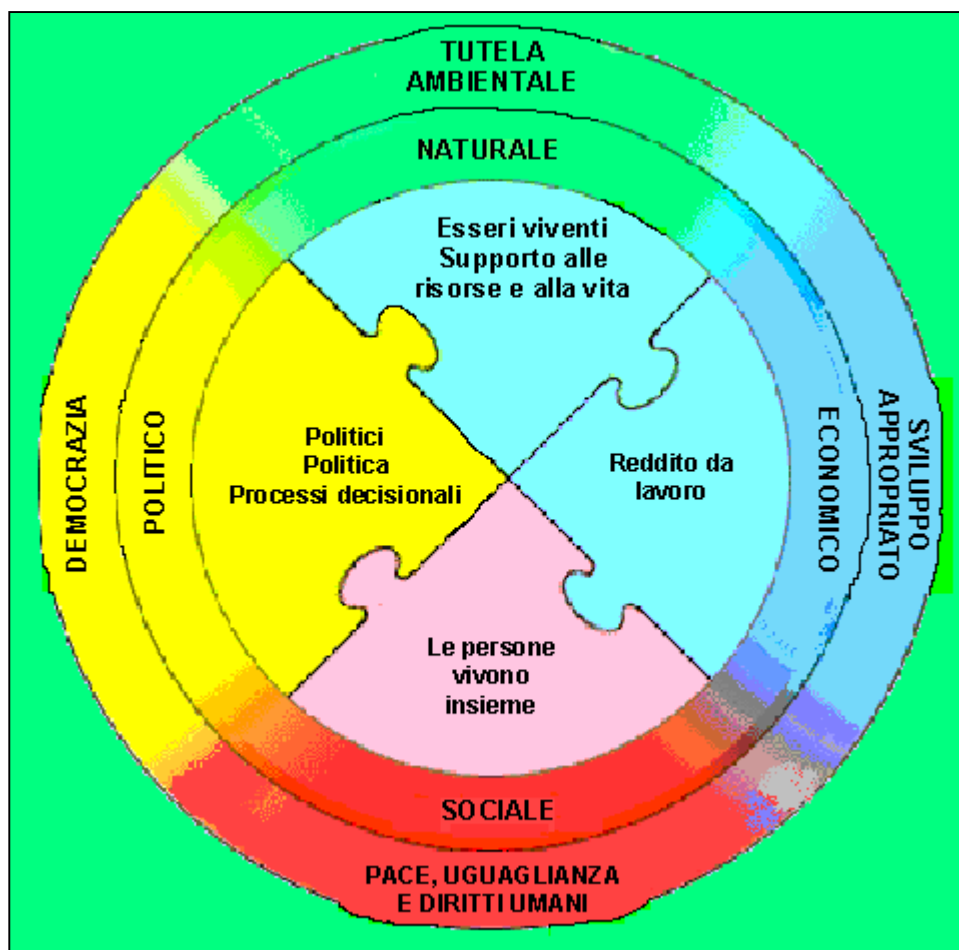 TUTELA
AMBIENTALE
NATURALE
Esseri viventi
Supporto alle
risorse e alla vita
DEMOCRAZIA
POLITICO
Politici
Politica
Processi decisionali
Reddito da
lavoro
ECONOMICO
SVILUPPO
APPROPRIATO
Le persone
vivono
insieme
SOCIALE
PACE, UGUAGLIANZA
E DIRITTI UMANI